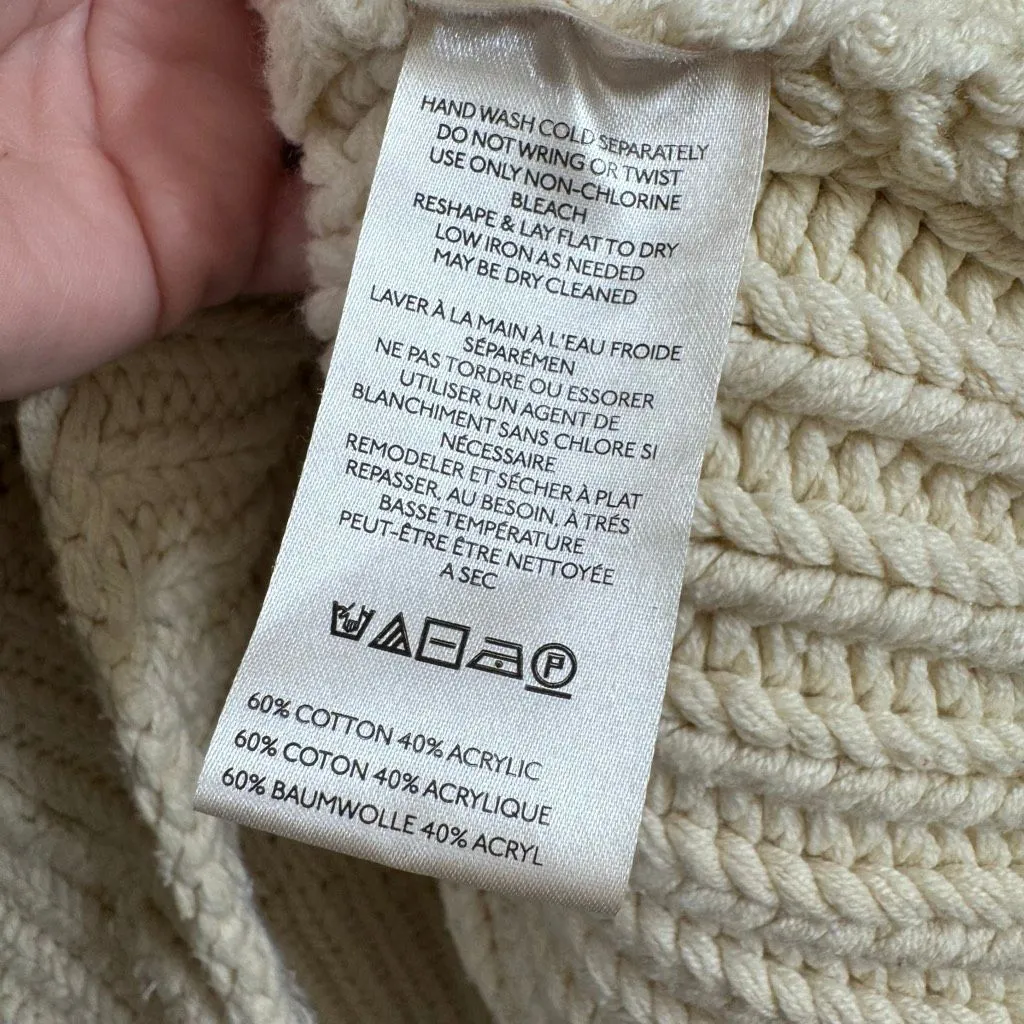 HAND WASH COLD SEPARATELY
DO NOT WRING OR TWIST
USE ONLY NON-CHLORINE
BLEACH
RESHAPE & LAY FLAT TO DRY
LOW IRON AS NEEDED
MAY BE DRY CLEANED
LAVER À LA MAIN À L'EAU FROIDE
SÉPARÉMEN
NE PAS TORDRE OU ESSORER
UTILISER UN AGENT DE
BLANCHIMENT SANS CHLORE SI
NÉCESSAIRE
REMODELER ET SÉCHER À PLAT
REPASSER, AU BESOIN, À TRÉS
BASSE TEMPÉRATURE
PEUT-ÊTRE ÊTRE NETTOYÉE
A SEC
P
60% COTTON 40% ACRYLIC
60% COTON 40% ACRYLIQUE
60% BAUMWOLLE 40% ACRYL